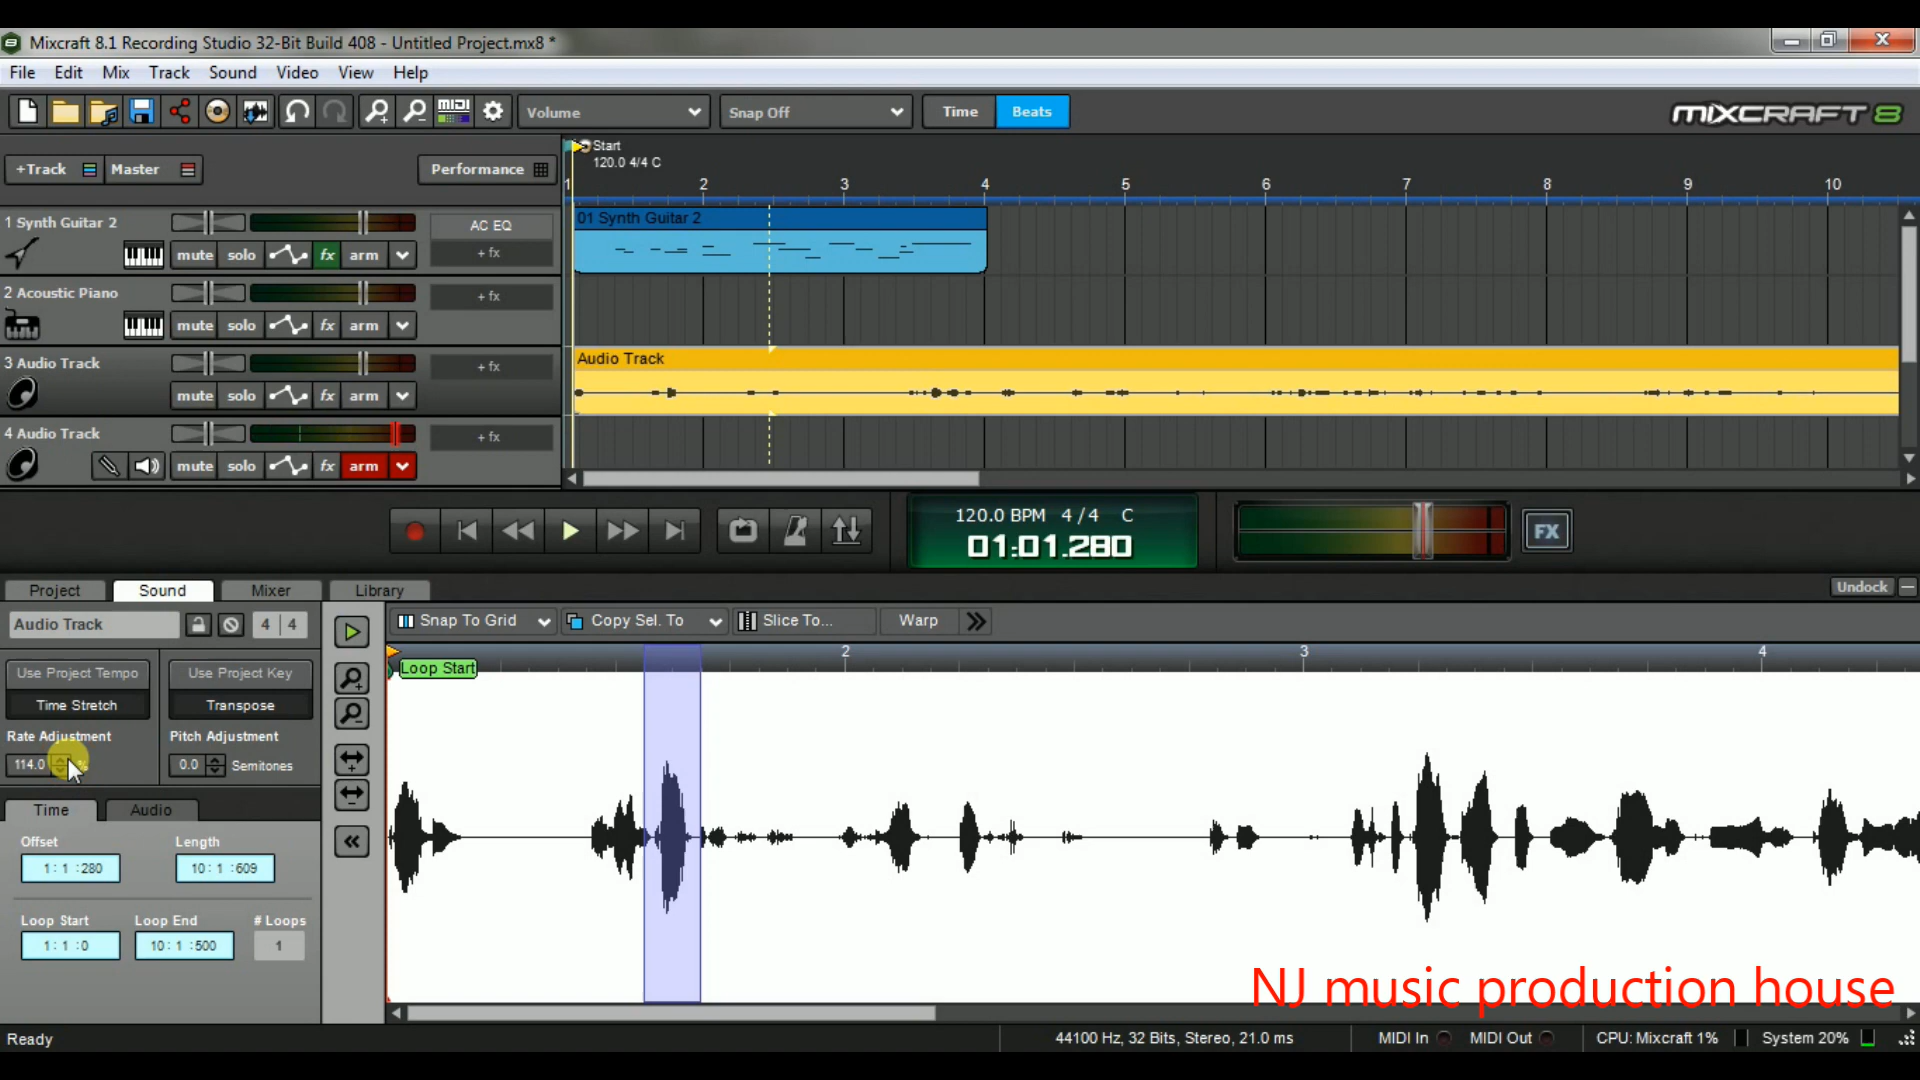 Mixcraft 8.1 Recording Studio 32-Bit Build 408 - Untitled Project.mx8 *
File Edit Mix Track Sound Video View Help
MIDI Volume Snap Off Time Beats MIXCRAFT 8
+Track Master Performance
Start
120.0 4/4 C
1 2 3 4 5 6 7 8 9 10
1 Synth Guitar 2 AC EQ 01 Synth Guitar 2
mute solo fx arm + fx
2 Acoustic Piano + fx
mute solo fx arm
3 Audio Track + fx Audio Track
mute solo fx arm
4 Audio Track + fx
mute solo fx arm
120.0 BPM 4/4 C
01:01.280 FX
Project Sound Mixer Library Undock
Audio Track 4 4 Snap To Grid Copy Sel. To Slice To... Warp
2 3 4
Loop Start
Use Project Tempo Use Project Key
Time Stretch Transpose
Rate Adjustment Pitch Adjustment
114.0 % 0.0 Semitones
Time Audio
Offset Length
1: 1 :280 10: 1 :609
Loop Start Loop End # Loops
1: 1 :0 10: 1 :500 1
NJ music production house
Ready 44100 Hz, 32 Bits, Stereo, 21.0 ms MIDI In MIDI Out CPU: Mixcraft 1% System 20%